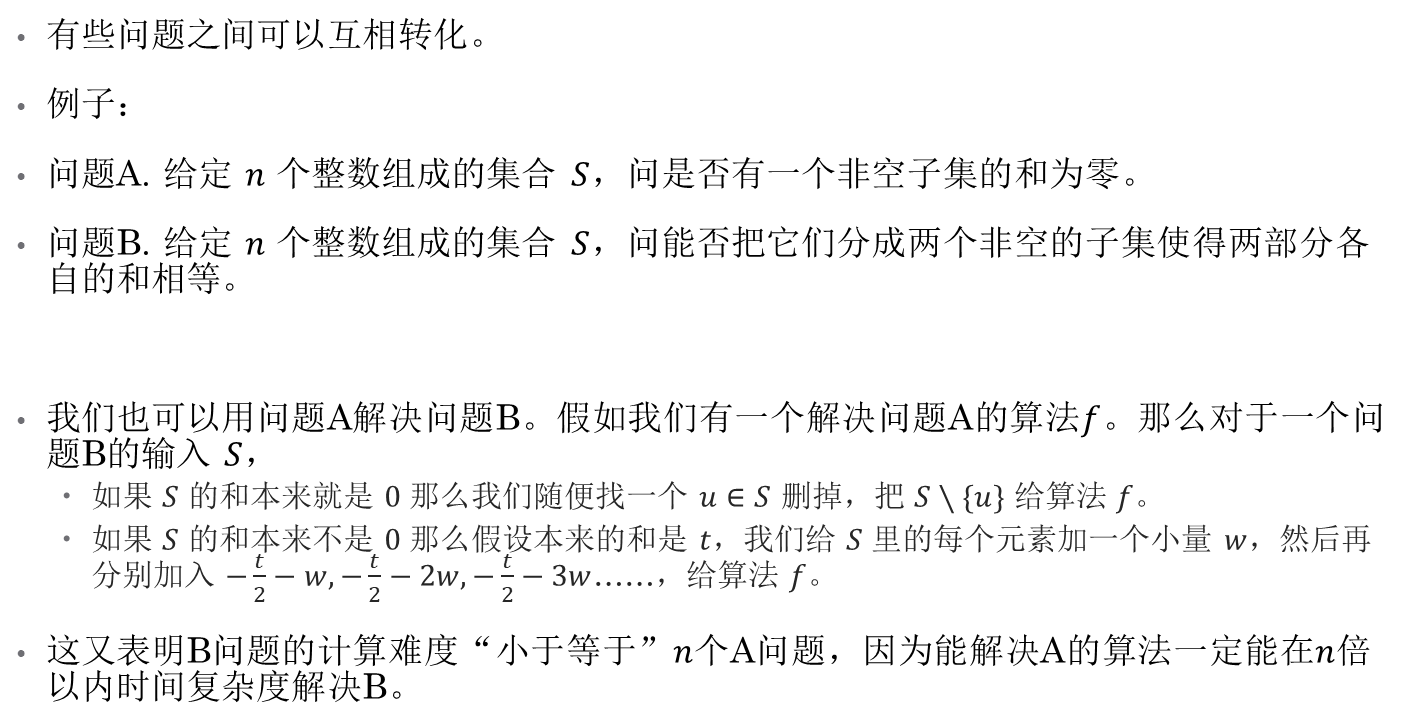 • 有些问题之间可以互相转化。
• 例子：
• 问题A. 给定 n 个整数组成的集合 S，问是否有一个非空子集的和为零。
• 问题B. 给定 n 个整数组成的集合 S，问能否把它们分成两个非空的子集使得两部分各
自的和相等。
• 我们也可以用问题A解决问题B。假如我们有一个解决问题A的算法f。那么对于一个问
题B的输入 S，
• 如果 S 的和本来就是 0 那么我们随便找一个 u ∈ S 删掉，把 S \ {u} 给算法 f。
• 如果 S 的和本来不是 0 那么假设本来的和是 t，我们给 S 里的每个元素加一个小量 w，然后再
分别加入 −t/2 − w, −t/2 − 2w, −t/2 − 3w……，给算法 f。
• 这又表明B问题的计算难度“小于等于”n个A问题，因为能解决A的算法一定能在n倍
以内时间复杂度解决B。